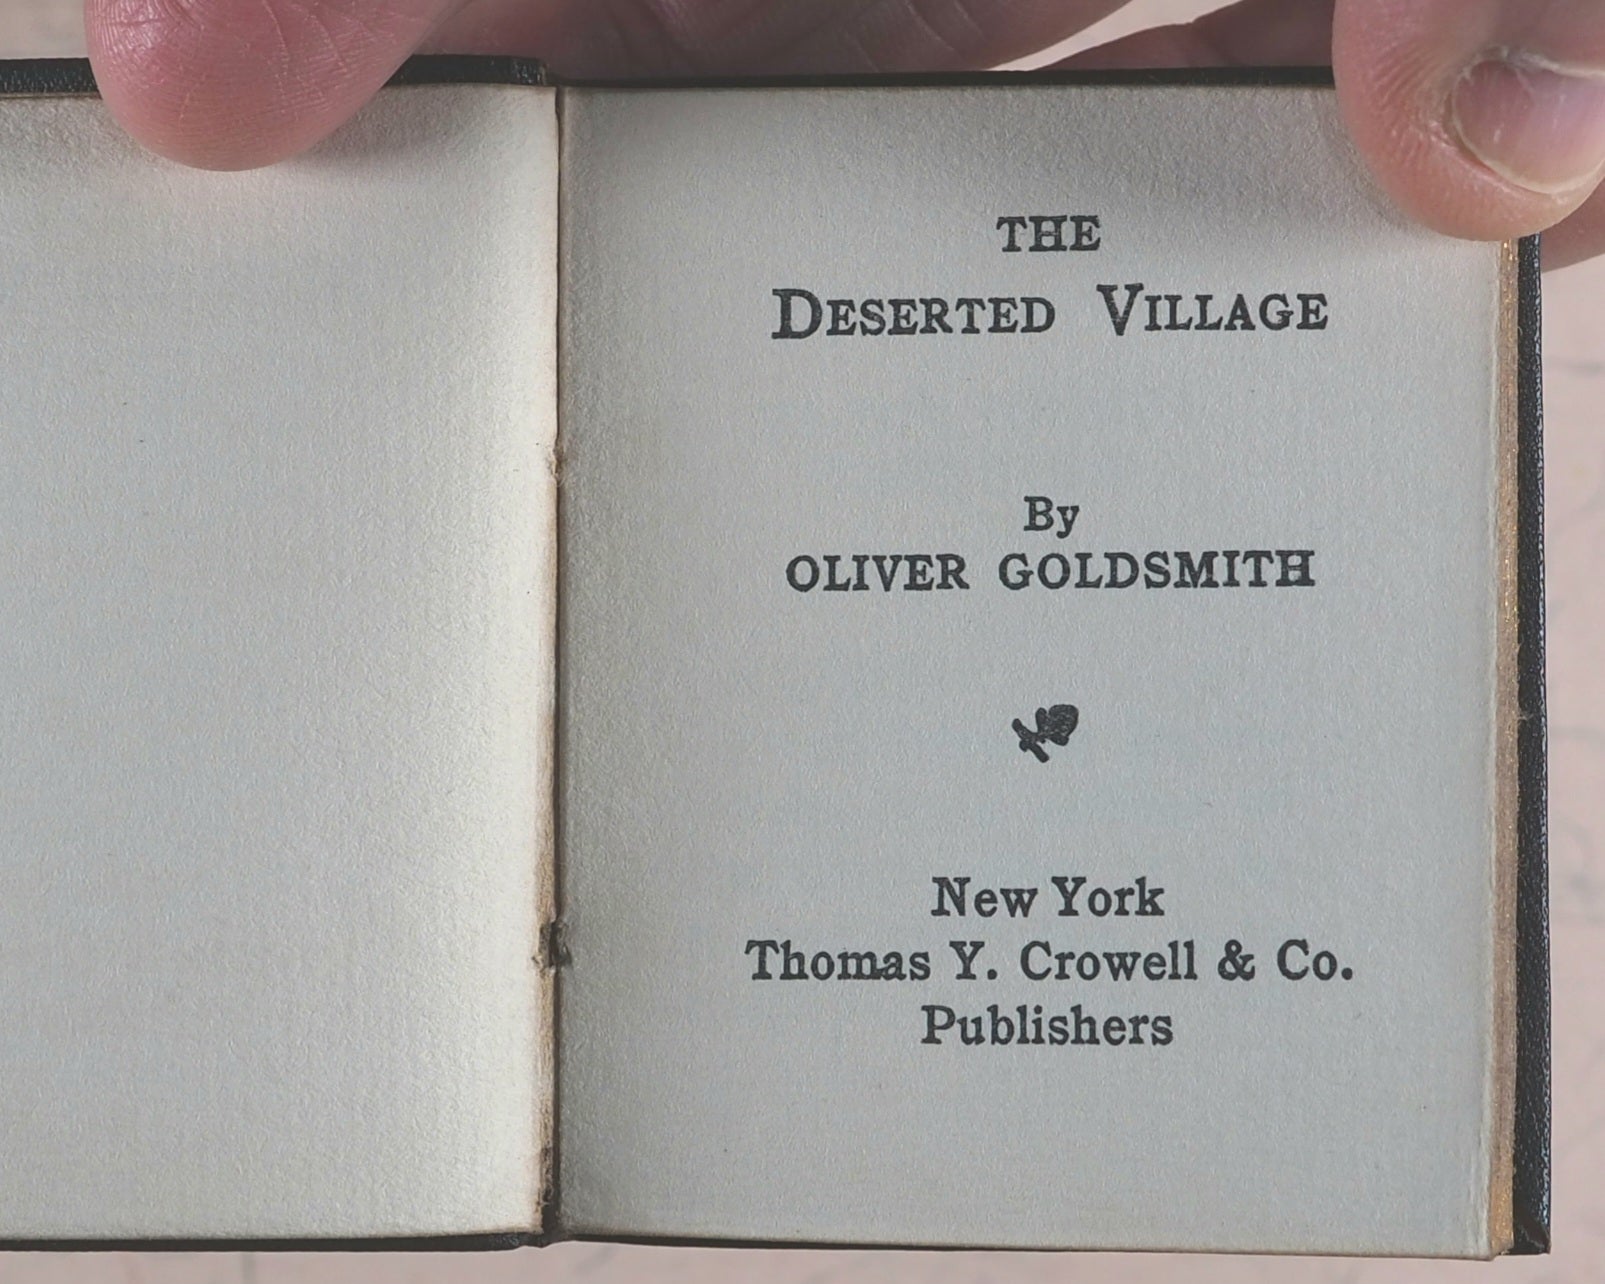 THE
DESERTED VILLAGE
By
OLIVER GOLDSMITH
New York
Thomas Y. Crowell & Co.
Publishers